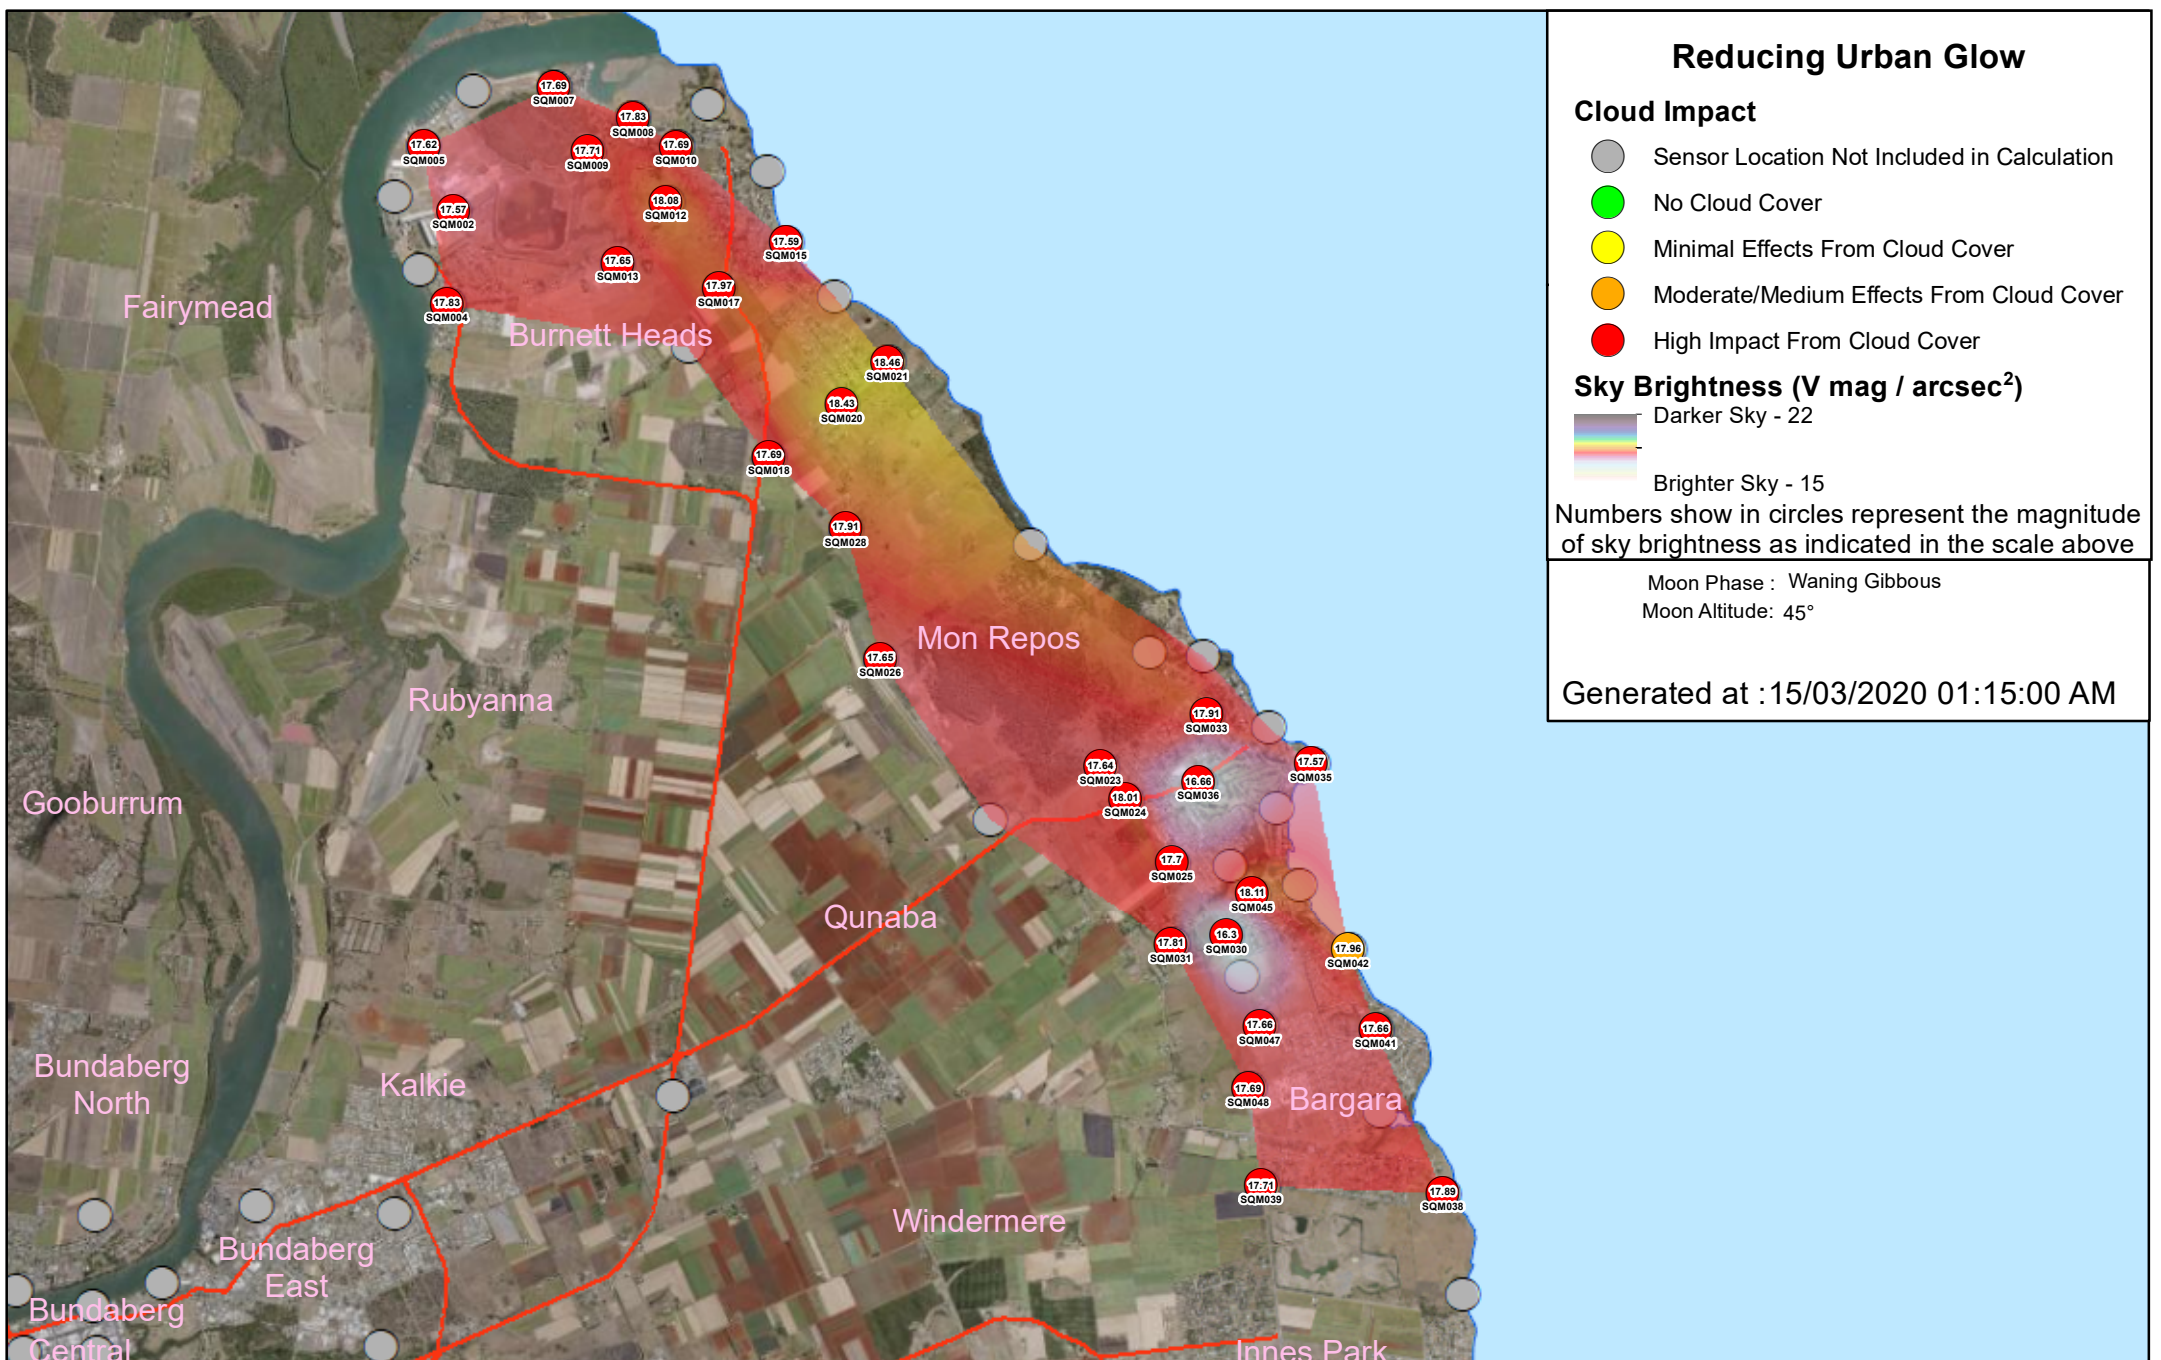 Reducing Urban Glow
Cloud Impact
Sensor Location Not Included in Calculation
No Cloud Cover
Minimal Effects From Cloud Cover
Moderate/Medium Effects From Cloud Cover
High Impact From Cloud Cover
Sky Brightness (V mag / arcsec²)
Darker Sky - 22
Brighter Sky - 15
Numbers show in circles represent the magnitude
of sky brightness as indicated in the scale above
Moon Phase : Waning Gibbous
Moon Altitude: 45°
Generated at :15/03/2020 01:15:00 AM
17.69
SQM007
17.83
SQM008
17.62
SQM005
17.71
SQM009
17.69
SQM010
17.57
SQM002
18.08
SQM012
17.59
SQM015
17.65
SQM013
17.97
SQM017
17.83
SQM004
Fairymead
Burnett Heads
18.46
SQM021
18.43
SQM020
17.69
SQM018
17.91
SQM028
Mon Repos
17.65
SQM026
Rubyanna
17.91
SQM033
17.57
SQM035
17.64
SQM023
16.66
SQM036
18.01
SQM024
Gooburrum
17.7
SQM025
18.11
SQM045
Qunaba
16.3
SQM030
17.81
SQM031
17.96
SQM042
17.66
SQM047
17.66
SQM041
Bundaberg
North
Kalkie
17.69
SQM048
Bargara
17.71
SQM039
17.89
SQM038
Windermere
Bundaberg
East
Bundaberg
Central
Innes Park